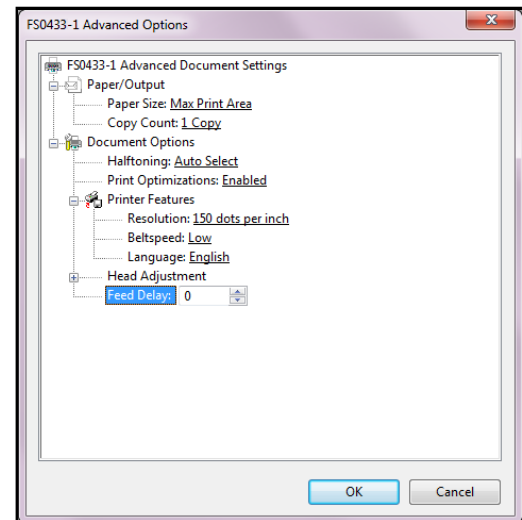 FS0433-1 Advanced Options
FS0433-1 Advanced Document Settings
Paper/Output
Paper Size: Max Print Area
Copy Count: 1 Copy
Document Options
Halftoning: Auto Select
Print Optimizations: Enabled
Printer Features
Resolution: 150 dots per inch
Beltspeed: Low
Language: English
Head Adjustment
Feed Delay: 0
OK Cancel